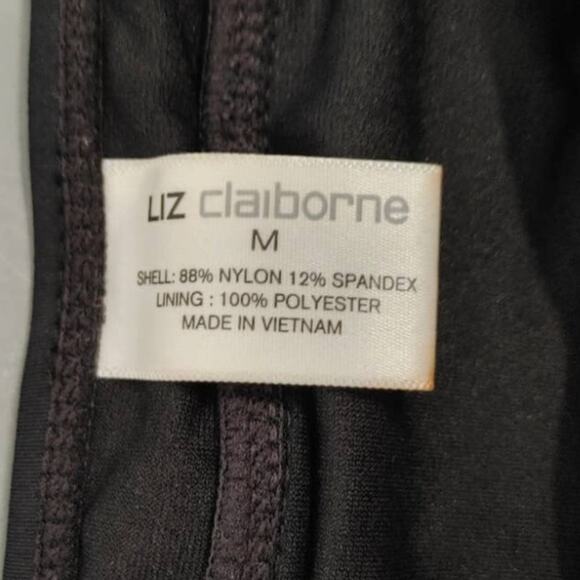 LIZ claiborne
M
SHELL: 88% NYLON 12% SPANDEX
LINING : 100% POLYESTER
MADE IN VIETNAM